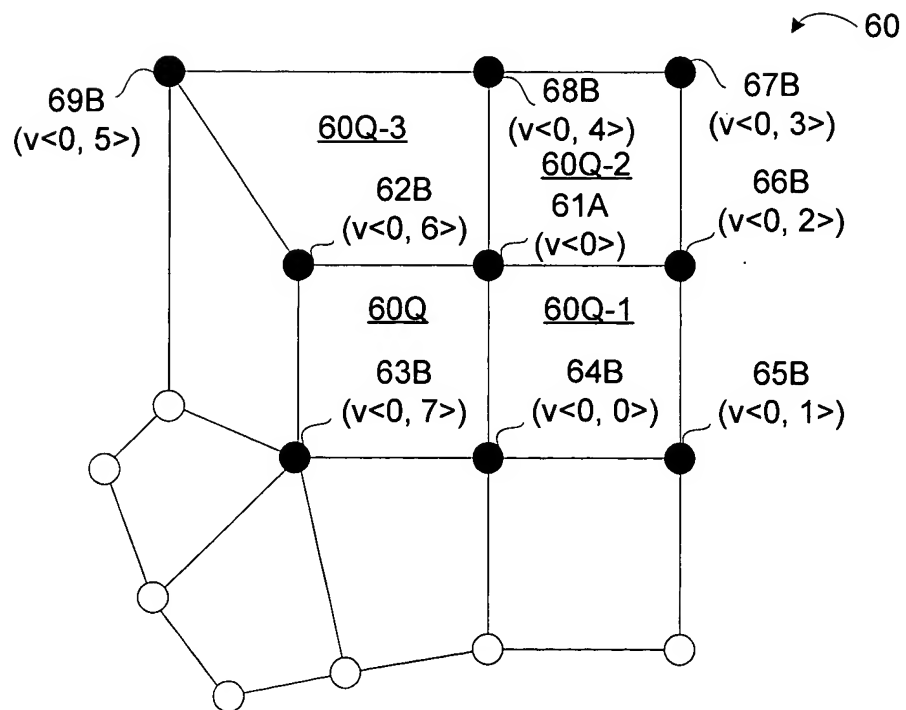 60
69B
(v<0, 5>)
68B
(v<0, 4>)
67B
(v<0, 3>)
60Q-3
60Q-2
62B
(v<0, 6>)
61A
(v<0>)
66B
(v<0, 2>)
60Q
60Q-1
63B
(v<0, 7>)
64B
(v<0, 0>)
65B
(v<0, 1>)